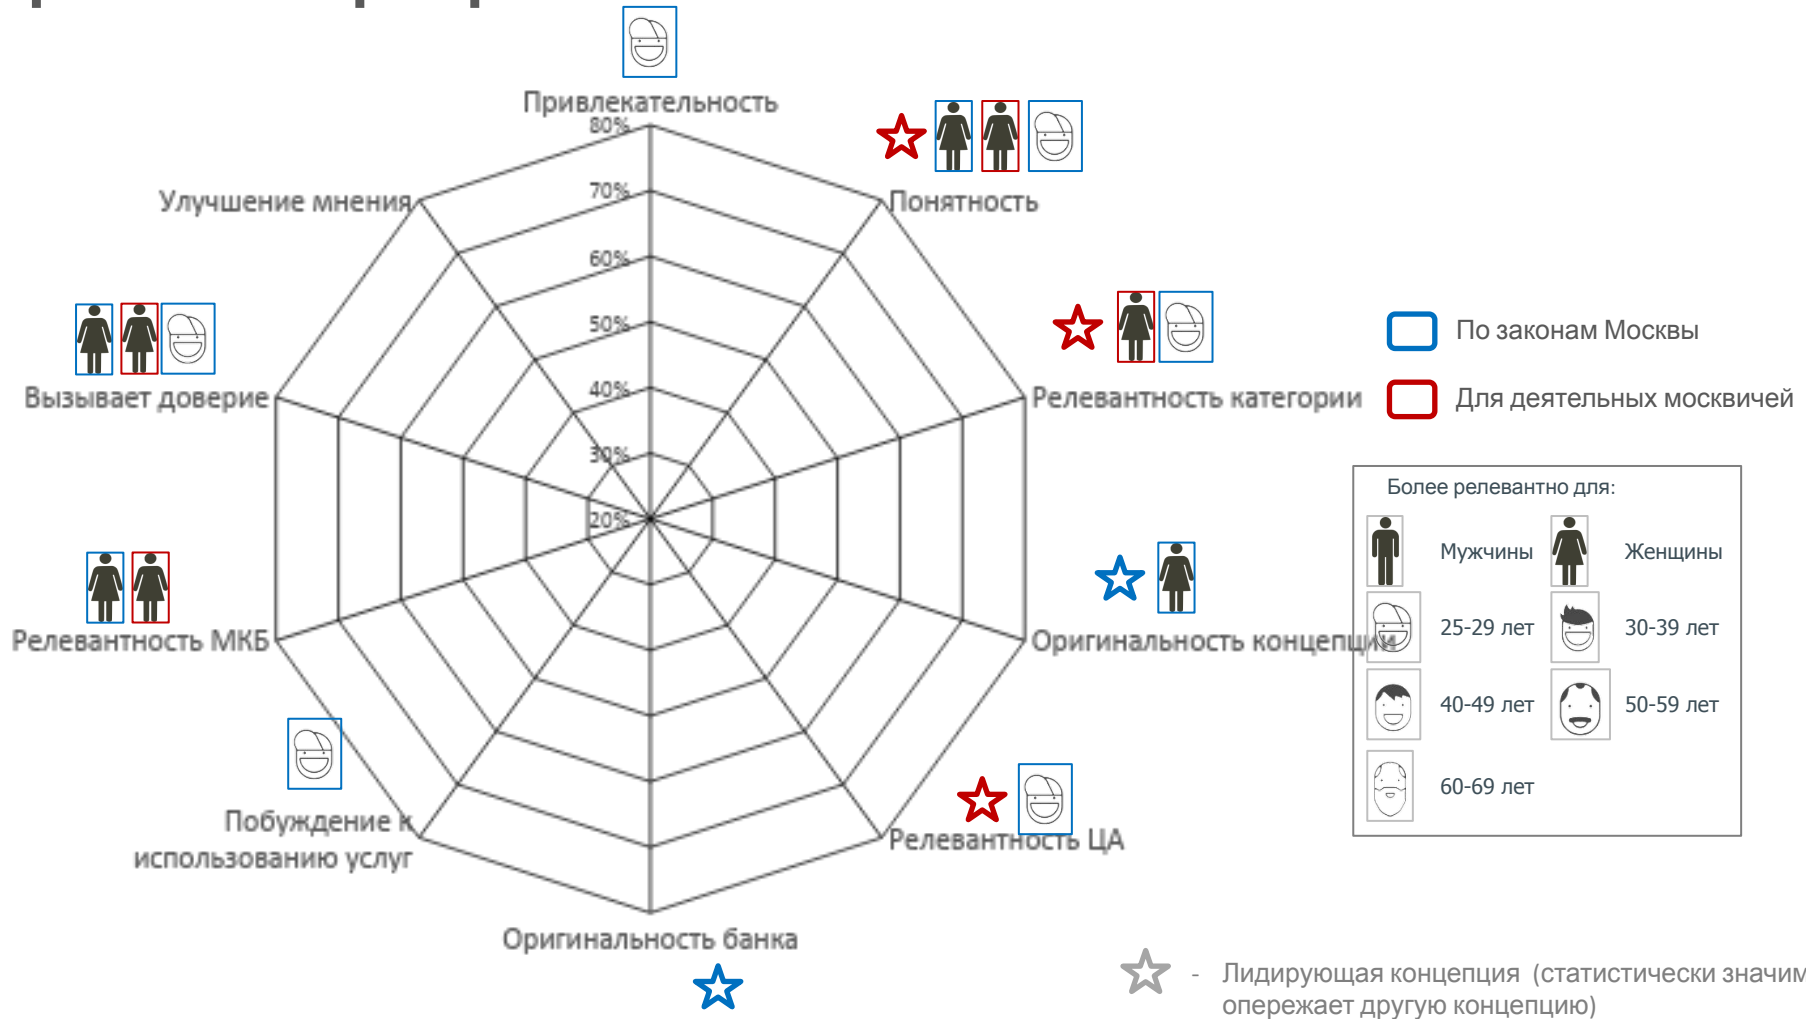 Привлекательность
80%
70%
60%
50%
40%
30%
20%
Понятность
Релевантность категории
Оригинальность концепции
Релевантность ЦА
Оригинальность банка
Побуждение к
использованию услуг
Релевантность МКБ
Вызывает доверие
Улучшение мнения
По законам Москвы
Для деятельных москвичей
Более релевантно для:
Мужчины
Женщины
25-29 лет
30-39 лет
40-49 лет
50-59 лет
60-69 лет
- Лидирующая концепция (статистически значим
опережает другую концепцию)